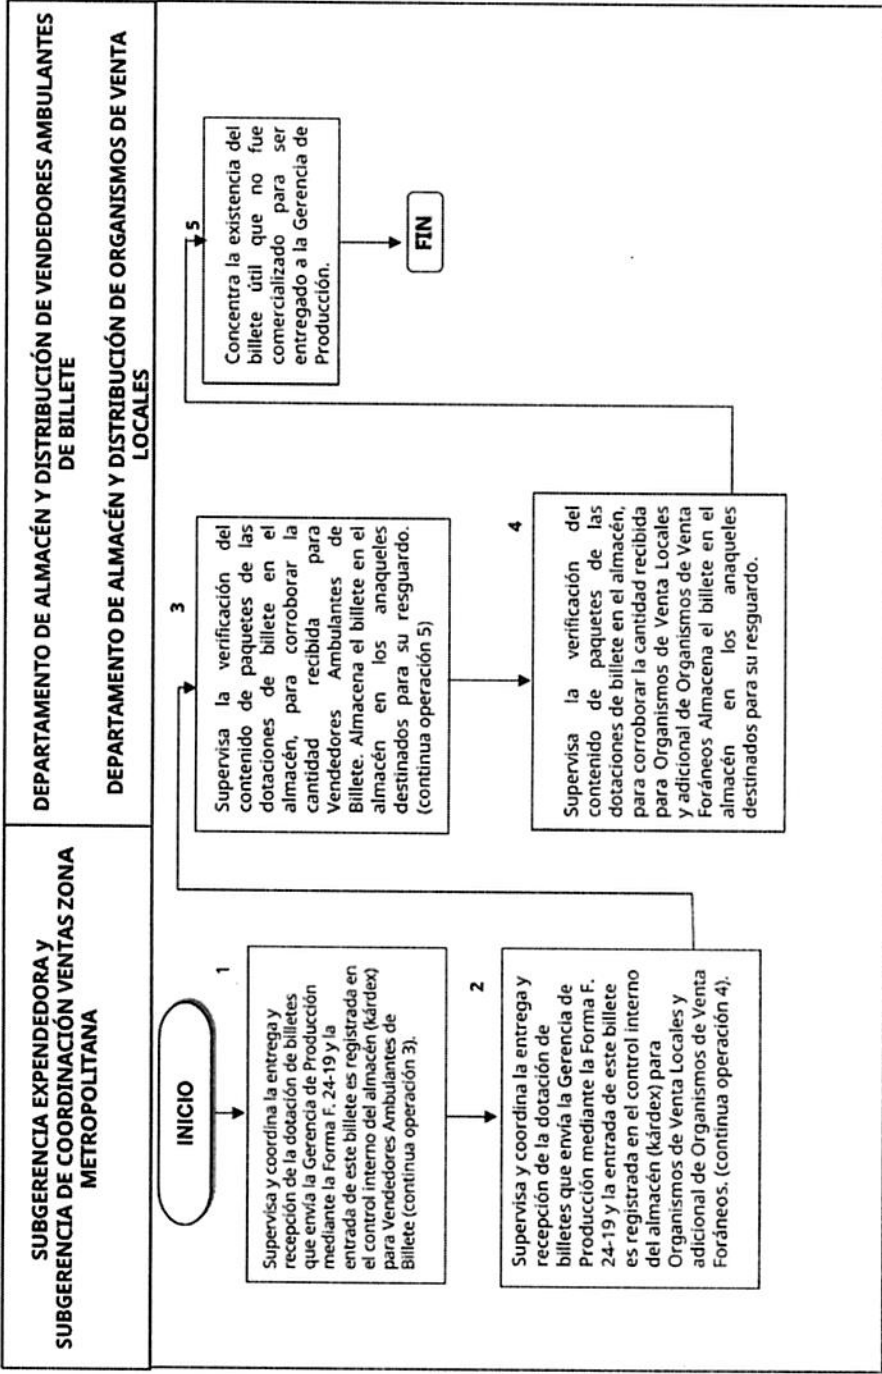 SUBGERENCIA EXPENDEDORA y
SUBGERENCIA DE COORDINACIÓN VENTAS ZONA
METROPOLITANA
DEPARTAMENTO DE ALMACÉN Y DISTRIBUCIÓN DE VENDEDORES AMBULANTES
DE BILLETE
DEPARTAMENTO DE ALMACÉN Y DISTRIBUCIÓN DE ORGANISMOS DE VENTA
LOCALES
INICIO
1
Supervisa y coordina la entrega y
recepción de la dotación de billetes
que envía la Gerencia de Producción
mediante la Forma F. 24-19 y la
entrada de este billete es registrada en
el control interno del almacén (kárdex)
para Vendedores Ambulantes de
Billete (continua operación 3).
2
Supervisa y coordina la entrega y
recepción de la dotación de
billetes que envía la Gerencia de
Producción mediante la Forma F.
24-19 y la entrada de este billete
es registrada en el control interno
del almacén (kárdex) para
Organismos de Venta Locales y
adicional de Organismos de Venta
Foráneos. (continua operación 4).
3
Supervisa la verificación del
contenido de paquetes de las
dotaciones de billete en el
almacén, para corroborar la
cantidad recibida para
Vendedores Ambulantes de
Billete. Almacena el billete en el
almacén en los anaqueles
destinados para su resguardo.
(continua operación 5)
4
Supervisa la verificación del
contenido de paquetes de las
dotaciones de billete en el almacén,
para corroborar la cantidad recibida
para Organismos de Venta Locales
y adicional de Organismos de Venta
Foráneos Almacena el billete en el
almacén en los anaqueles
destinados para su resguardo.
5
Concentra la existencia del
billete útil que no fue
comercializado para ser
entregado a la Gerencia de
Producción.
FIN